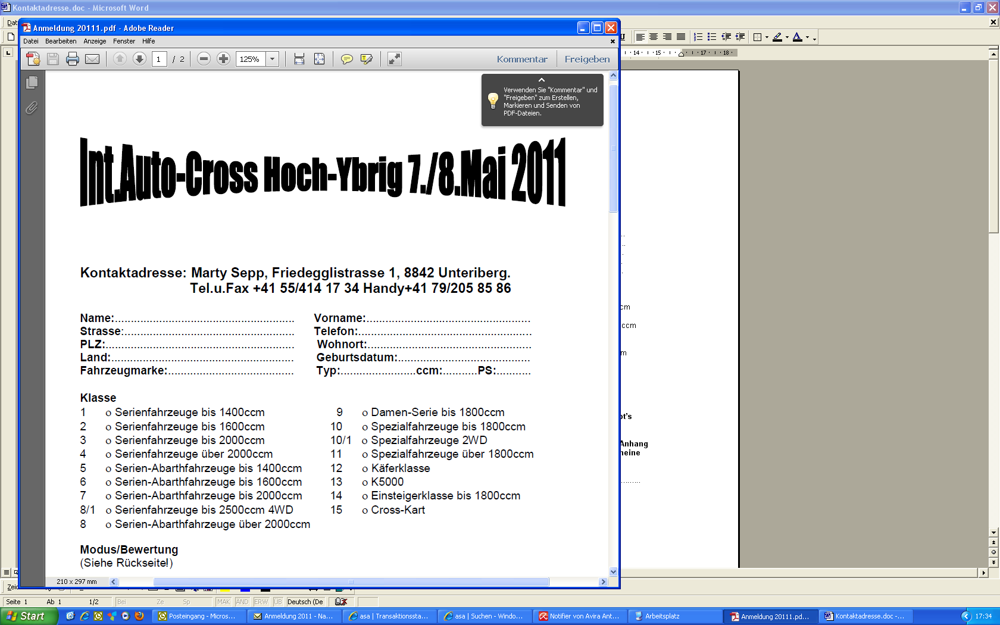 Kontaktadresse.doc - Microsoft Word
Dat
Anmeldung 20111.pdf - Adobe Reader
Datei Bearbeiten Anzeige Fenster Hilfe
1 / 2 125% Kommentar Freigeben
14 15 17 18
Verwenden Sie "Kommentar" und
"Freigeben" zum Erstellen,
Markieren und Senden von
PDF-Dateien.
Int.Auto-Cross Hoch-Ybrig 7./8.Mai 2011
Kontaktadresse: Marty Sepp, Friedegglistrasse 1, 8842 Unteriberg.
Tel.u.Fax +41 55/414 17 34 Handy+41 79/205 85 86
Name:......................................................... Vorname:....................................................
Strasse:...................................................... Telefon:.......................................................
PLZ:............................................................ Wohnort:....................................................
Land:.......................................................... Geburtsdatum:..........................................
Fahrzeugmarke:........................................ Typ:........................ccm:...........PS:...........
Klasse
1 o Serienfahrzeuge bis 1400ccm 9 o Damen-Serie bis 1800ccm
2 o Serienfahrzeuge bis 1600ccm 10 o Spezialfahrzeuge bis 1800ccm
3 o Serienfahrzeuge bis 2000ccm 10/1 o Spezialfahrzeuge 2WD
4 o Serienfahrzeuge über 2000ccm 11 o Spezialfahrzeuge über 1800ccm
5 o Serien-Abarthfahrzeuge bis 1400ccm 12 o Käferklasse
6 o Serien-Abarthfahrzeuge bis 1600ccm 13 o K5000
7 o Serien-Abarthfahrzeuge bis 2000ccm 14 o Einsteigerklasse bis 1800ccm
8/1 o Serienfahrzeuge bis 2500ccm 4WD 15 o Cross-Kart
8 o Serien-Abarthfahrzeuge über 2000ccm
Modus/Bewertung
(Siehe Rückseite!)
210 x 297 mm
ccm
ccm
m
pt's
Anhang
neine
Zeic
Seite 1 Ab 1 1/2 Bei Ze Sp MAK ÄND ERW ÜB Deutsch (De
Start Posteingang - Micros... Anmeldung 2011 - Na... asa | Transaktionssta... asa | Suchen - Windo... Notifier von Avira Ant... Arbeitsplatz Anmeldung 20111.pd... Kontaktadresse.doc -... 17:34